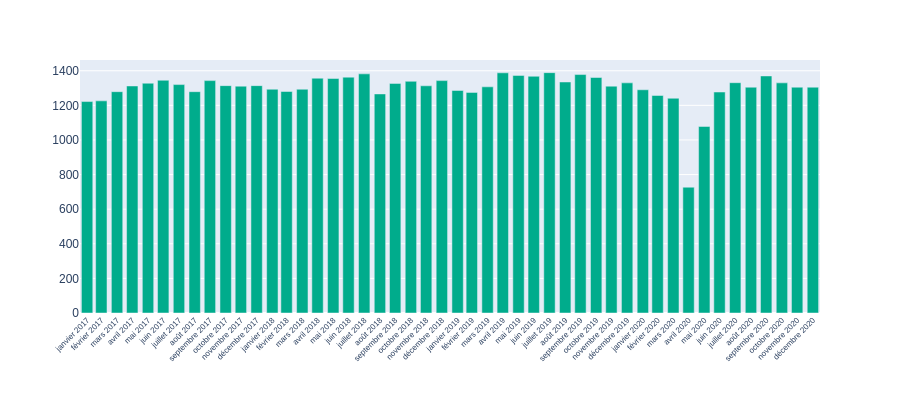 1400
1200
1000
800
600
400
200
0
janvier 2017
février 2017
mars 2017
avril 2017
mai 2017
juin 2017
juillet 2017
août 2017
septembre 2017
octobre 2017
novembre 2017
décembre 2017
janvier 2018
février 2018
mars 2018
avril 2018
mai 2018
juin 2018
juillet 2018
août 2018
septembre 2018
octobre 2018
novembre 2018
décembre 2018
janvier 2019
février 2019
mars 2019
avril 2019
mai 2019
juin 2019
juillet 2019
août 2019
septembre 2019
octobre 2019
novembre 2019
décembre 2019
janvier 2020
février 2020
mars 2020
avril 2020
mai 2020
juin 2020
juillet 2020
août 2020
septembre 2020
octobre 2020
novembre 2020
décembre 2020